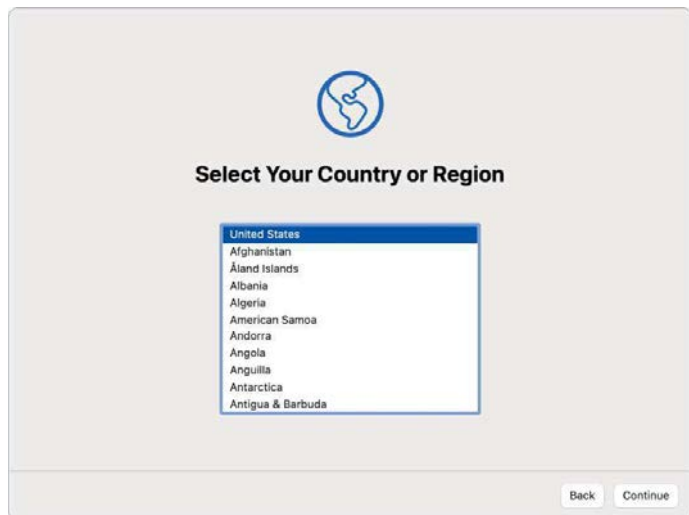 Select Your Country or Region
United States
Afghanistan
Åland Islands
Albania
Algeria
American Samoa
Andorra
Angola
Anguilla
Antarctica
Antigua & Barbuda
Back
Continue